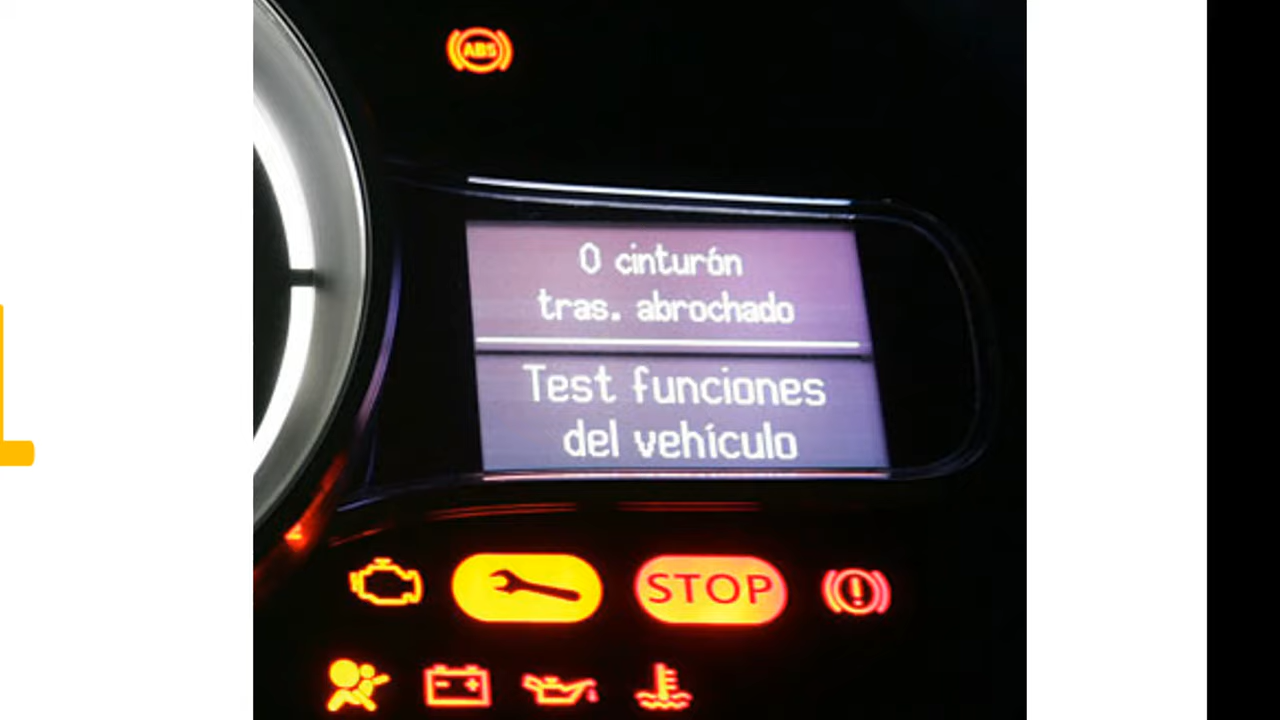 ABS
0 cinturón
tras. abrochado
Test funciones
del vehículo
STOP